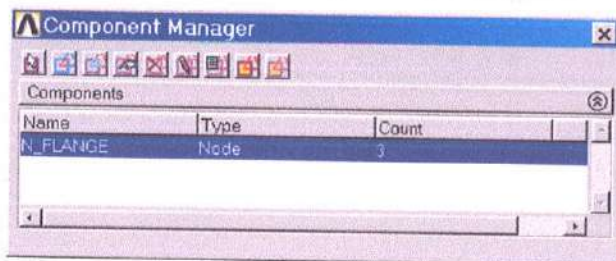 Component Manager
Components
Name Type Count
N_FLANGE Node 3